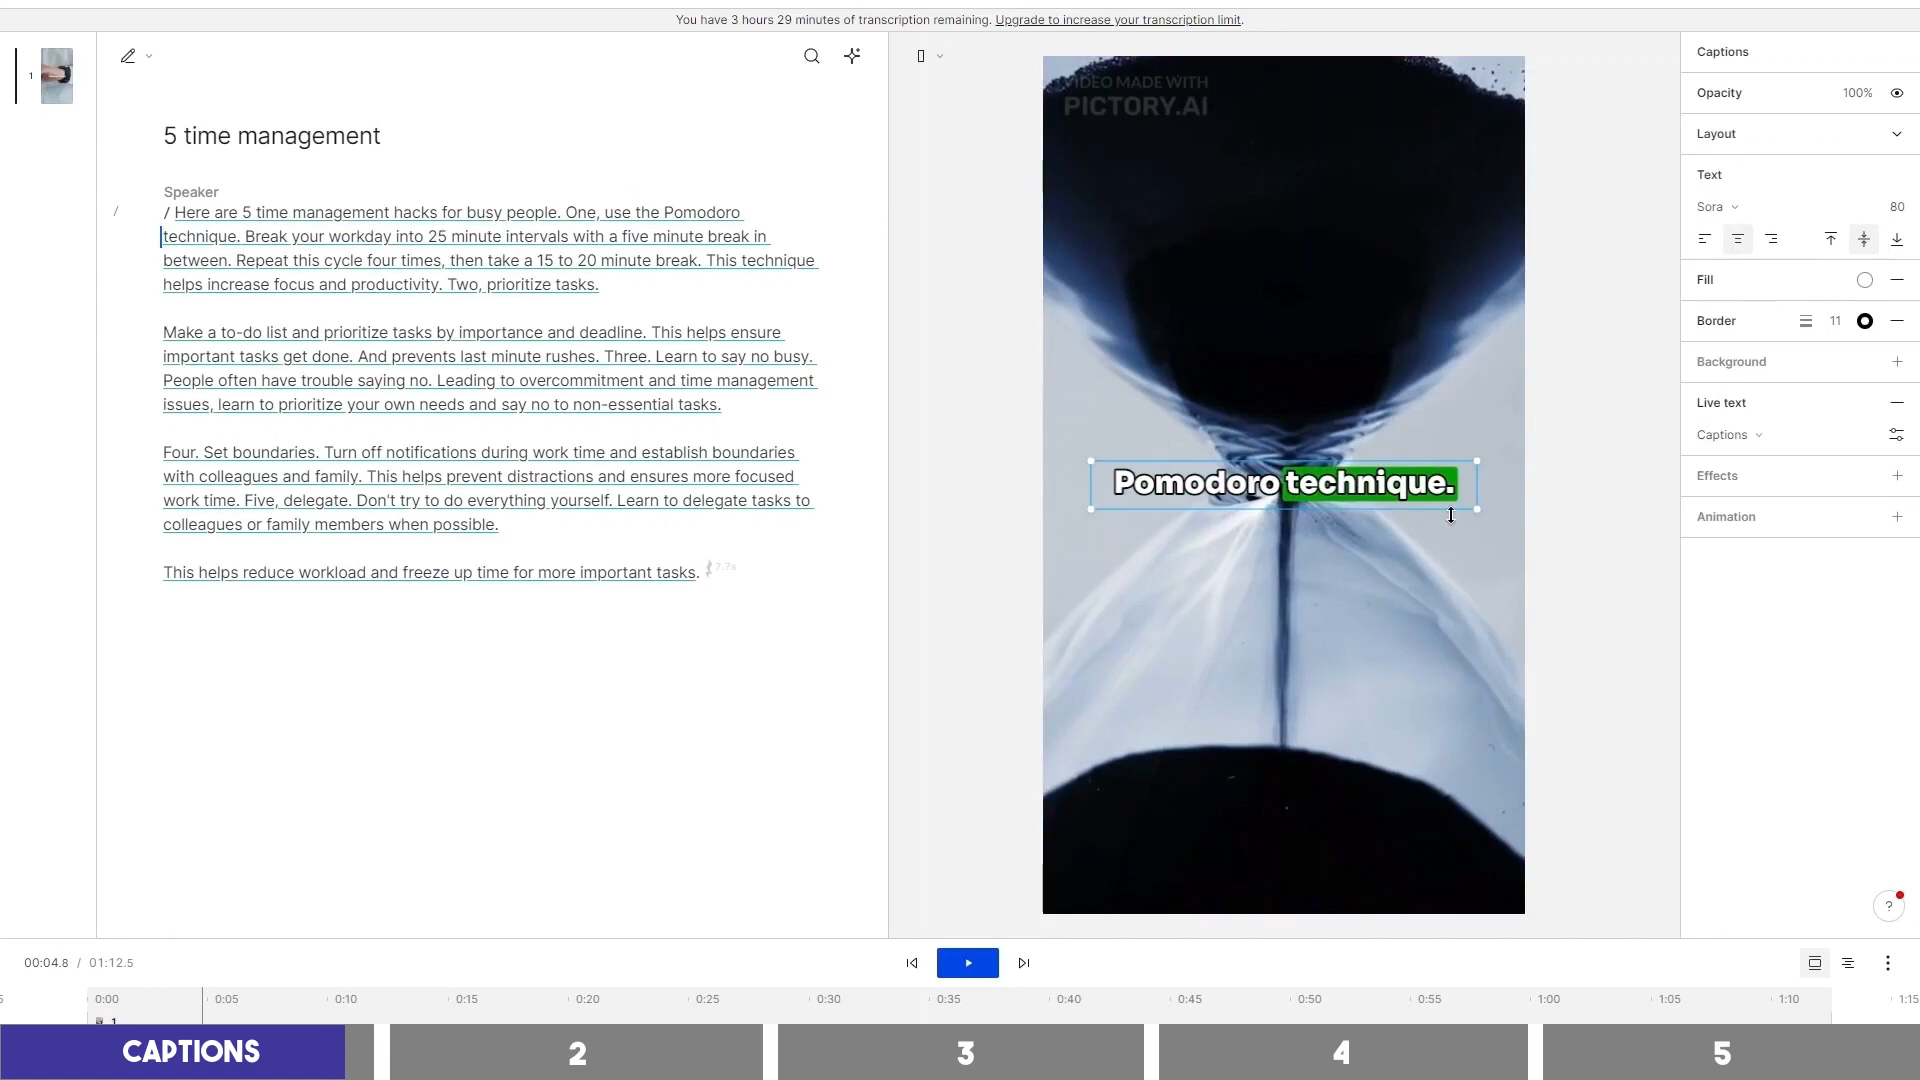 You have 3 hours 29 minutes of transcription remaining. Upgrade to increase your transcription limit.
1
5 time management
Speaker
/
/ Here are 5 time management hacks for busy people. One, use the Pomodoro
technique. Break your workday into 25 minute intervals with a five minute break in
between. Repeat this cycle four times, then take a 15 to 20 minute break. This technique
helps increase focus and productivity. Two, prioritize tasks.
Make a to-do list and prioritize tasks by importance and deadline. This helps ensure
important tasks get done. And prevents last minute rushes. Three. Learn to say no busy.
People often have trouble saying no. Leading to overcommitment and time management
issues, learn to prioritize your own needs and say no to non-essential tasks.
Four. Set boundaries. Turn off notifications during work time and establish boundaries
with colleagues and family. This helps prevent distractions and ensures more focused
work time. Five, delegate. Don't try to do everything yourself. Learn to delegate tasks to
colleagues or family members when possible.
This helps reduce workload and freeze up time for more important tasks. 7.7s
VIDEO MADE WITH
PICTORY.AI
Pomodoro technique.
Captions
Opacity 100%
Layout
Text
Sora 80
Fill
Border 11
Background
Live text
Captions
Effects
Animation
?
00:04.8 / 01:12.5
0:00 0:05 0:10 0:15 0:20 0:25 0:30 0:35 0:40 0:45 0:50 0:55 1:00 1:05 1:10 1:15
1
CAPTIONS 2 3 4 5